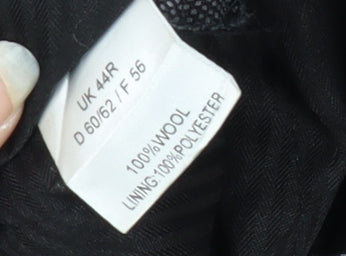 UK 44R
D 60/62 / F 56
100%WOOL
LINING:100%POLYESTER